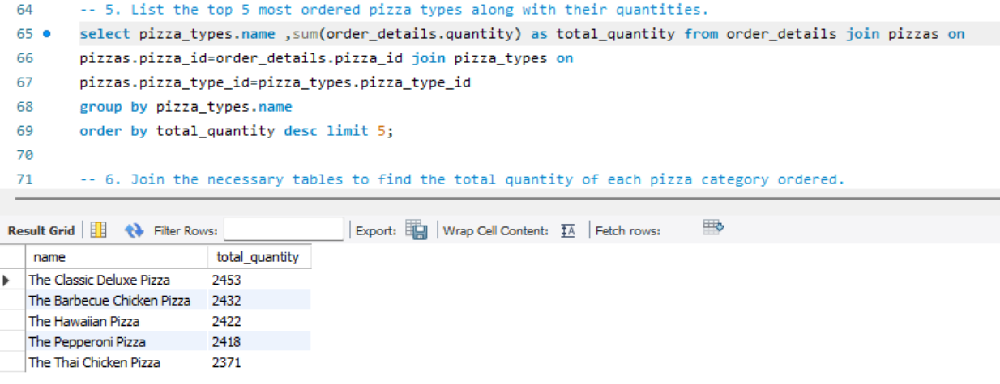 64 -- 5. List the top 5 most ordered pizza types along with their quantities.
65 select pizza_types.name ,sum(order_details.quantity) as total_quantity from order_details join pizzas on
66 pizzas.pizza_id=order_details.pizza_id join pizza_types on
67 pizzas.pizza_type_id=pizza_types.pizza_type_id
68 group by pizza_types.name
69 order by total_quantity desc limit 5;
70
71 -- 6. Join the necessary tables to find the total quantity of each pizza category ordered.
Result Grid Filter Rows: Export: Wrap Cell Content: IA Fetch rows:
name total_quantity
The Classic Deluxe Pizza 2453
The Barbecue Chicken Pizza 2432
The Hawaiian Pizza 2422
The Pepperoni Pizza 2418
The Thai Chicken Pizza 2371